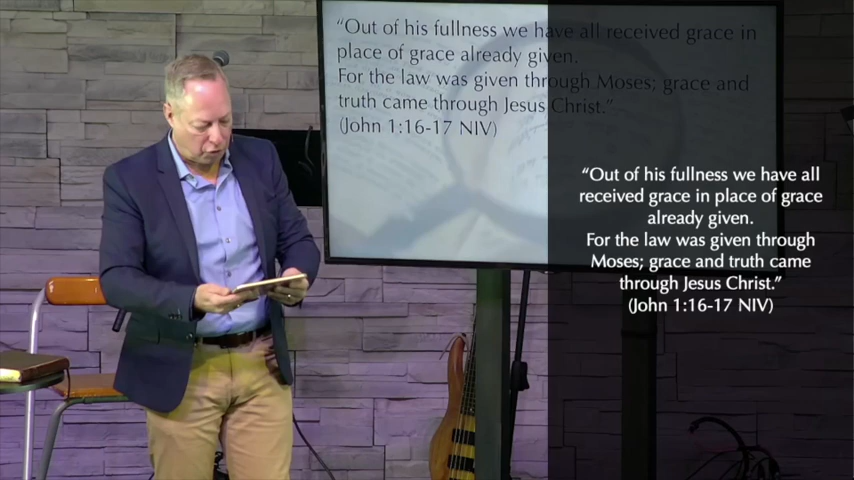 “Out of his fullness we have all received grace in
place of grace already given.
For the law was given through Moses; grace and
truth came through Jesus Christ.”
(John 1:16-17 NIV)
“Out of his fullness we have all
received grace in place of grace
already given.
For the law was given through
Moses; grace and truth came
through Jesus Christ.”
(John 1:16-17 NIV)